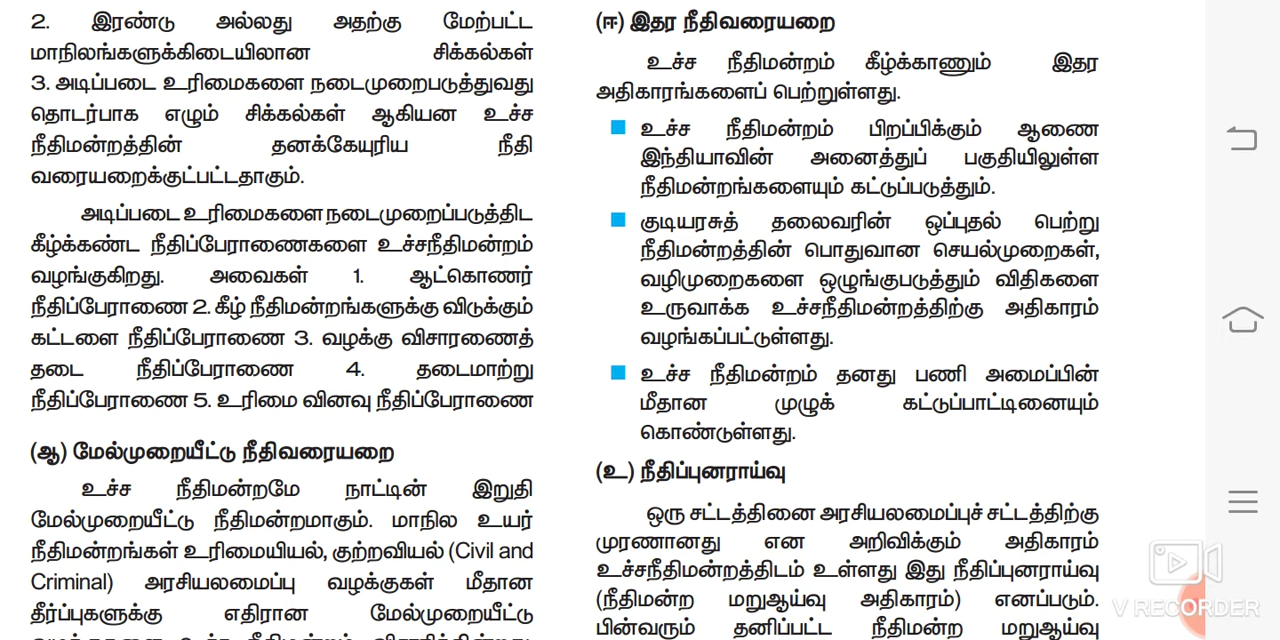 2. இரண்டு அல்லது அதற்கு மேற்பட்ட
மாநிலங்களுக்கிடையிலான சிக்கல்கள்
3. அடிப்படை உரிமைகளை நடைமுறைபடுத்துவது
தொடர்பாக எழும் சிக்கல்கள் ஆகியன உச்ச
நீதிமன்றத்தின் தனக்கேயுரிய நீதி
வரையறைக்குட்பட்டதாகும்.
அடிப்படை உரிமைகளை நடைமுறைப்படுத்திட
கீழ்க்கண்ட நீதிப்பேராணைகளை உச்சநீதிமன்றம்
வழங்குகிறது. அவைகள் 1. ஆட்கொணர்
நீதிப்பேராணை 2. கீழ் நீதிமன்றங்களுக்கு விடுக்கும்
கட்டளை நீதிப்பேராணை 3. வழக்கு விசாரணைத்
தடை நீதிப்பேராணை 4. தடைமாற்று
நீதிப்பேராணை 5. உரிமை வினவு நீதிப்பேராணை
(ஆ) மேல்முறையீட்டு நீதிவரையறை
உச்ச நீதிமன்றமே நாட்டின் இறுதி
மேல்முறையீட்டு நீதிமன்றமாகும். மாநில உயர்
நீதிமன்றங்கள் உரிமையியல், குற்றவியல் (Civil and
Criminal) அரசியலமைப்பு வழக்குகள் மீதான
தீர்ப்புகளுக்கு எதிரான மேல்முறையீட்டு
(ஈ) இதர நீதிவரையறை
உச்ச நீதிமன்றம் கீழ்க்காணும் இதர
அதிகாரங்களைப் பெற்றுள்ளது.
உச்ச நீதிமன்றம் பிறப்பிக்கும் ஆணை
இந்தியாவின் அனைத்துப் பகுதியிலுள்ள
நீதிமன்றங்களையும் கட்டுப்படுத்தும்.
குடியரசுத் தலைவரின் ஒப்புதல் பெற்று
நீதிமன்றத்தின் பொதுவான செயல்முறைகள்,
வழிமுறைகளை ஒழுங்குபடுத்தும் விதிகளை
உருவாக்க உச்சநீதிமன்றத்திற்கு அதிகாரம்
வழங்கப்பட்டுள்ளது.
உச்ச நீதிமன்றம் தனது பணி அமைப்பின்
மீதான முழுக் கட்டுப்பாட்டினையும்
கொண்டுள்ளது.
(உ) நீதிப்புனராய்வு
ஒரு சட்டத்தினை அரசியலமைப்புச் சட்டத்திற்கு
முரணானது என அறிவிக்கும் அதிகாரம்
உச்சநீதிமன்றத்திடம் உள்ளது இது நீதிப்புனராய்வு
(நீதிமன்ற மறுஆய்வு அதிகாரம்) எனப்படும்.
பின்வரும் தனிப்பட்ட நீதிமன்ற மறுஆய்வு
V RECORDER